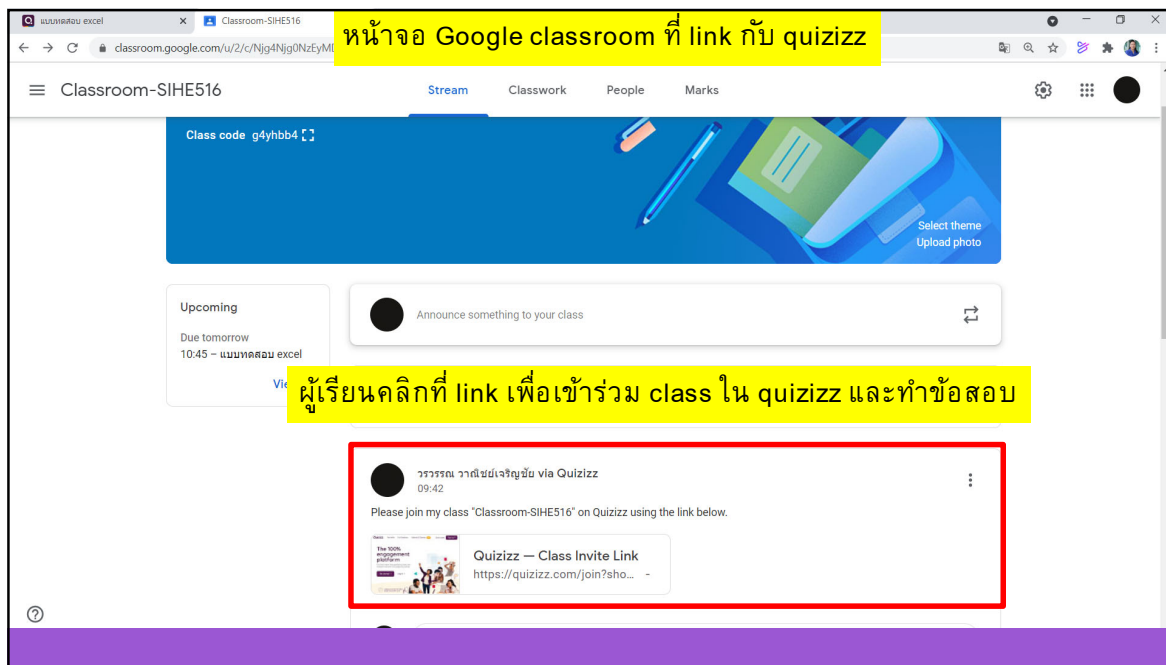 แบบทดสอบ excel
Classroom-SIHE516
หน้าจอ Google classroom ที่ link กับ quizizz
classroom.google.com/u/2/c/Njg4Njg0NzEyM
Classroom-SIHE516
Stream Classwork People Marks
Class code g4yhbb4
Select theme
Upload photo
Upcoming
Due tomorrow
10:45 – แบบทดสอบ excel
Announce something to your class
ผู้เรียนคลิกที่ link เพื่อเข้าร่วม class ใน quizizz และทำข้อสอบ
วรวรรณ วาณิชย์เจริญชัย via Quizizz
09:42
Please join my class "Classroom-SIHE516" on Quizizz using the link below.
The 100%
engagement
platform
Quizizz — Class Invite Link
https://quizizz.com/join?sho... -